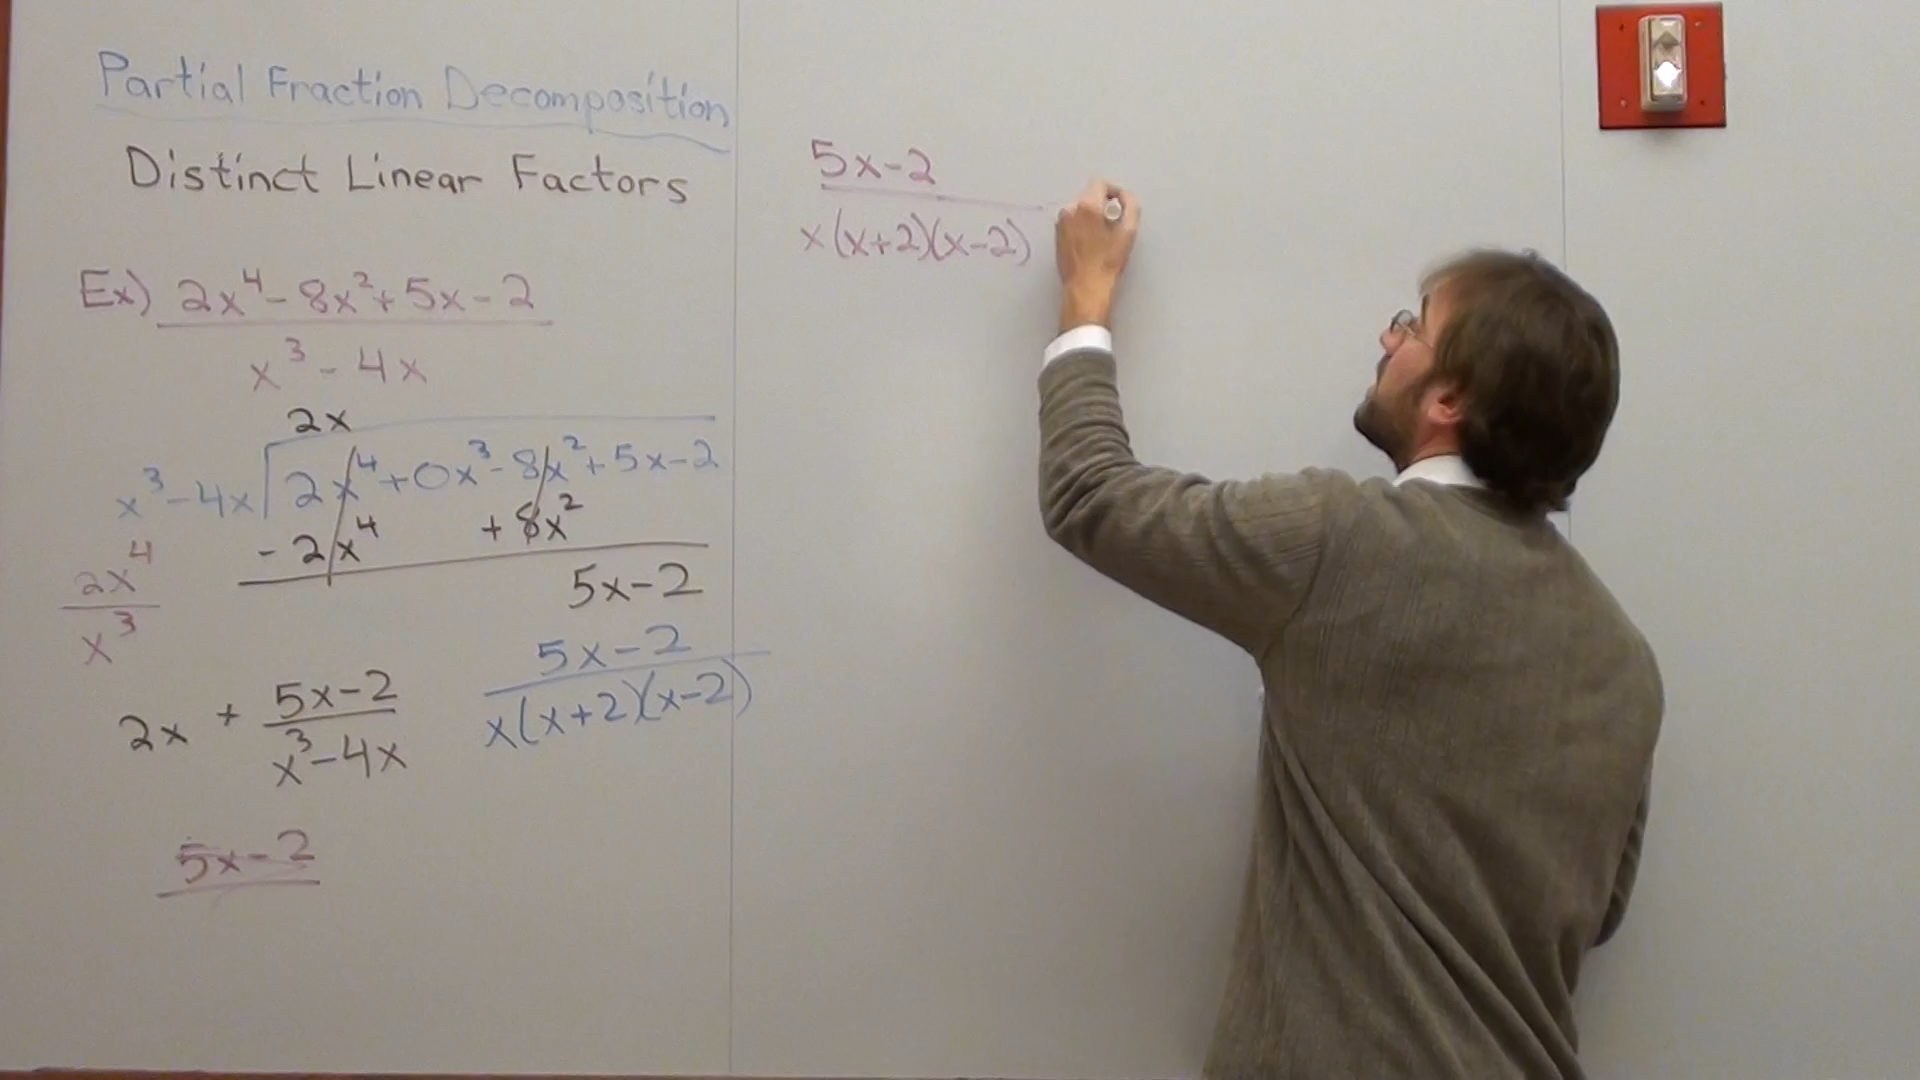 Partial Fraction Decomposition
Distinct Linear Factors
Ex) 2x⁴ - 8x² + 5x - 2
x³ - 4x
2x
x³ - 4x 2x⁴ + 0x³ - 8x² + 5x - 2
- 2x⁴ + 8x²
5x - 2
2x⁴
x³
5x - 2
x(x+2)(x-2)
2x + 5x - 2
x³ - 4x
5x - 2
5x - 2
x(x+2)(x-2)